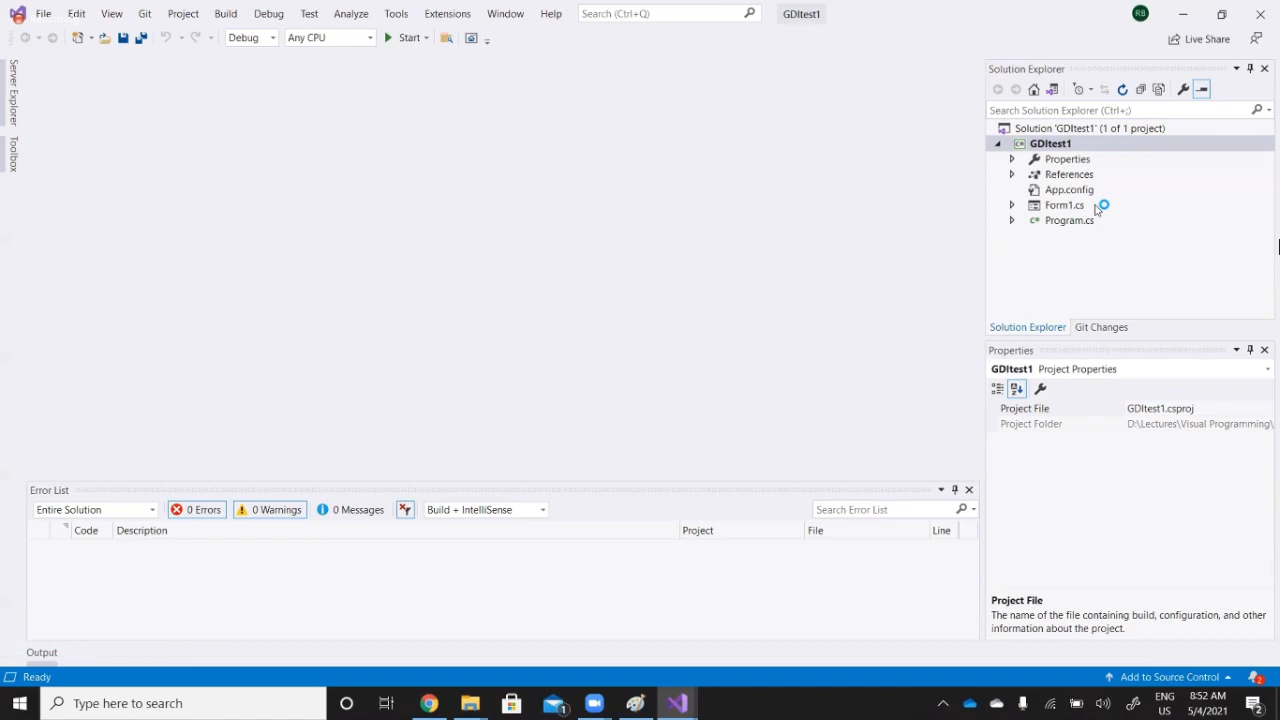 File Edit View Git Project Build Debug Test Analyze Tools Extensions Window Help Search (Ctrl+Q) GDItest1 RB
Debug Any CPU Start Live Share
Server Explorer
Toolbox
Solution Explorer
Search Solution Explorer (Ctrl+;)
Solution 'GDItest1' (1 of 1 project)
C# GDItest1
Properties
References
App.config
Form1.cs
C# Program.cs
Solution Explorer Git Changes
Properties
GDItest1 Project Properties
Project File GDItest1.csproj
Project Folder D:\Lectures\Visual Programming\
Error List
Entire Solution 0 Errors 0 Warnings 0 Messages Build + IntelliSense Search Error List
Code Description Project File Line
Project File
The name of the file containing build, configuration, and other
information about the project.
Output
Ready Add to Source Control 2
Type here to search 1 ENG 8:52 AM
US 5/4/2021 2